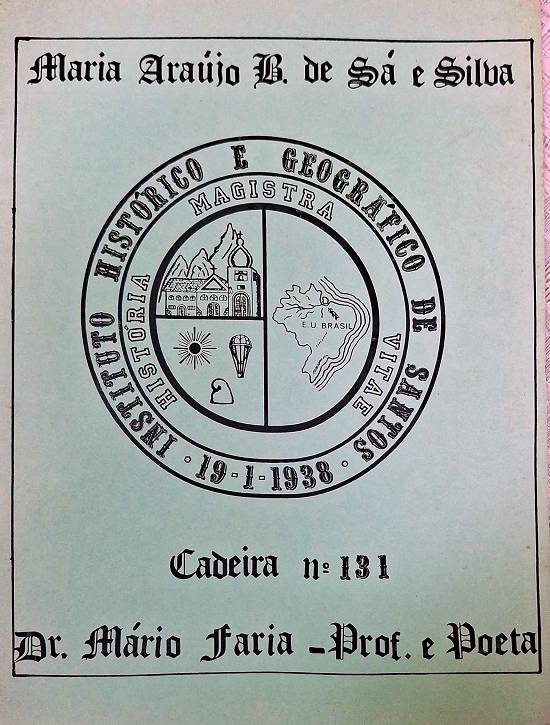 Maria Araújo B. de Sá e Silva
INSTITUTO HISTÓRICO E GEOGRÁFICO DE SANTOS
HISTÓRIA MAGISTRA VITAE
E.U. BRASIL
· 19-1-1938 ·
Cadeira nº 131
Dr. Mário Faria - Prof. e Poeta